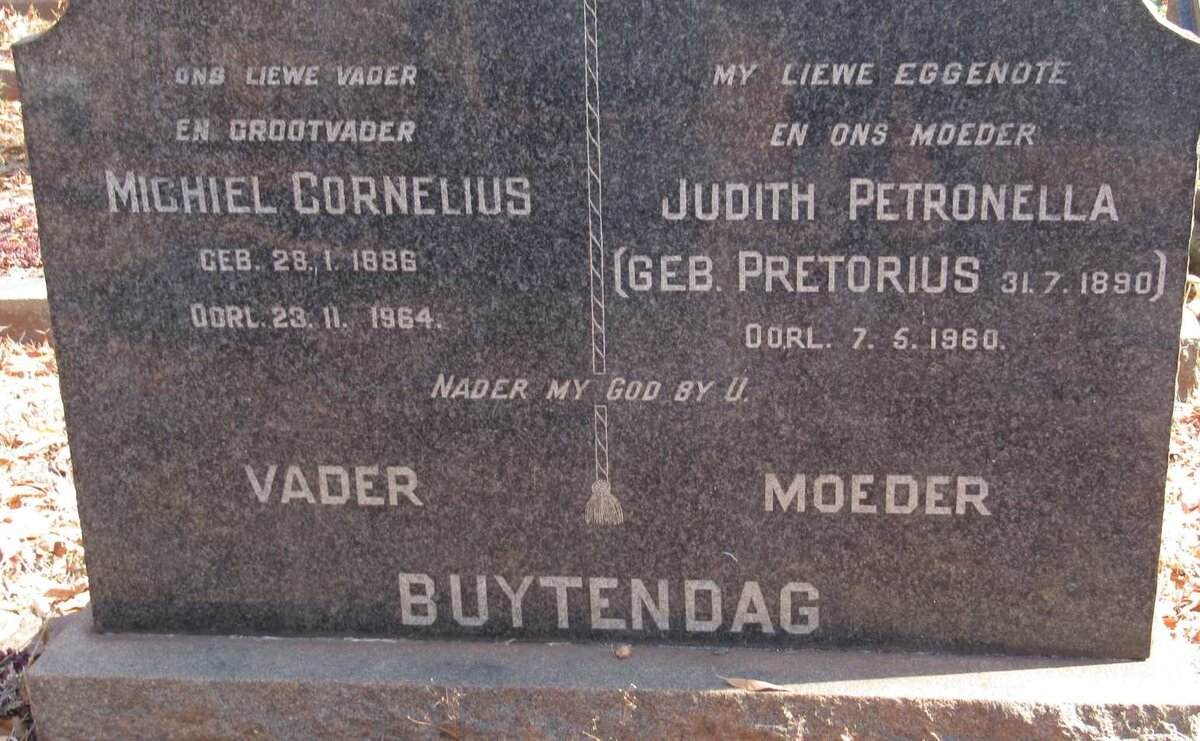 ONS LIEWE VADER
EN GROOTVADER
MICHIEL CORNELIUS
GEB. 28.1.1886
OORL. 23.11.1964.
MY LIEWE EGGENOTE
EN ONS MOEDER
JUDITH PETRONELLA
(GEB. PRETORIUS 31.7.1890)
OORL. 7.5.1960.
NADER MY GOD BY U.
VADER
MOEDER
BUYTENDAG